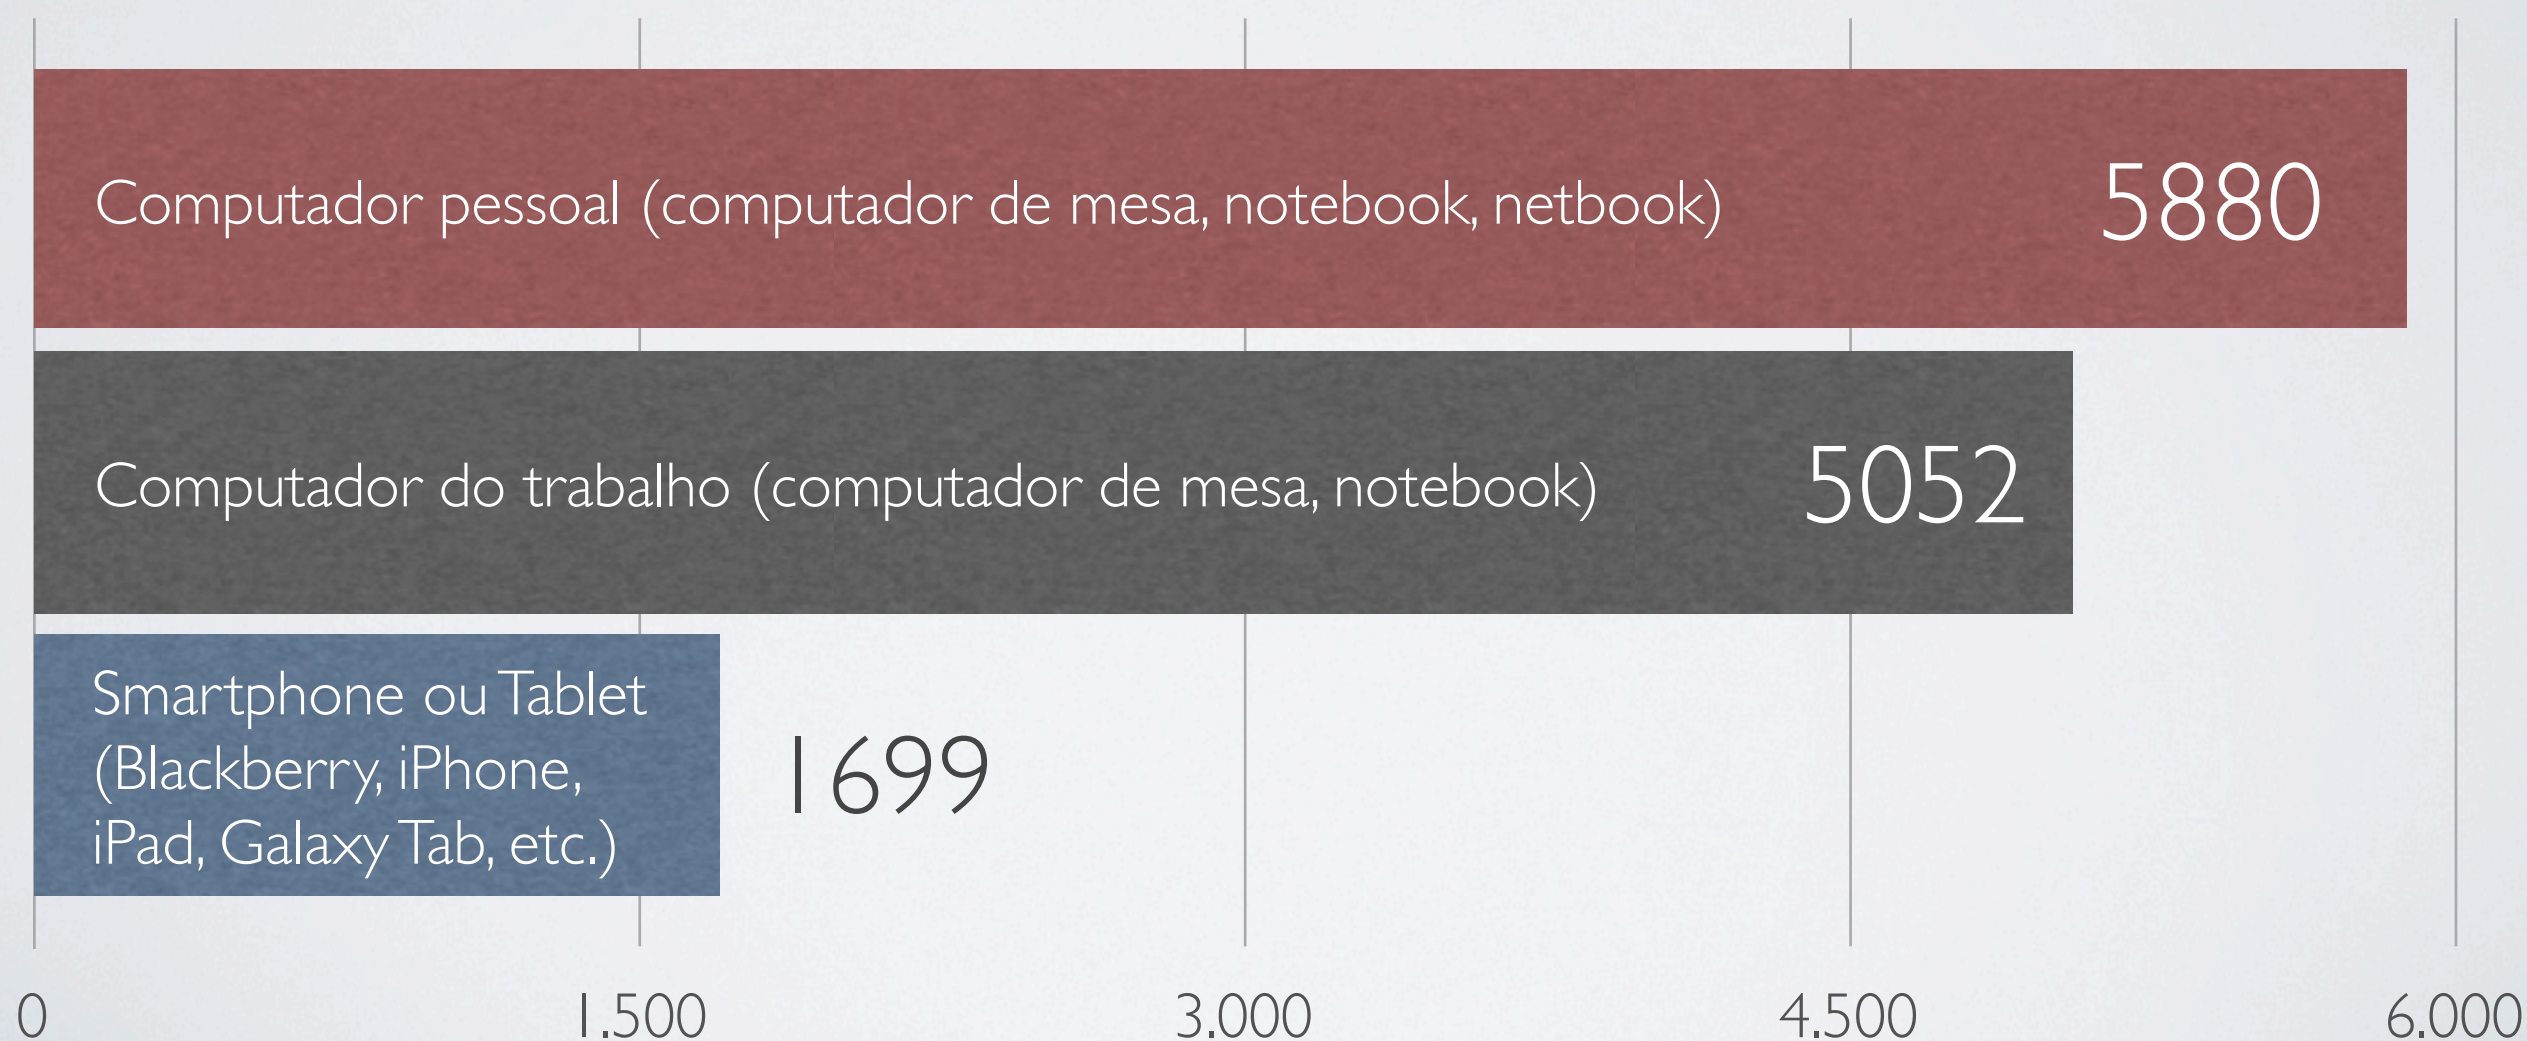 Computador pessoal (computador de mesa, notebook, netbook) 5880
Computador do trabalho (computador de mesa, notebook) 5052
Smartphone ou Tablet
(Blackberry, iPhone,
iPad, Galaxy Tab, etc.)
1699
0 1.500 3.000 4.500 6.000